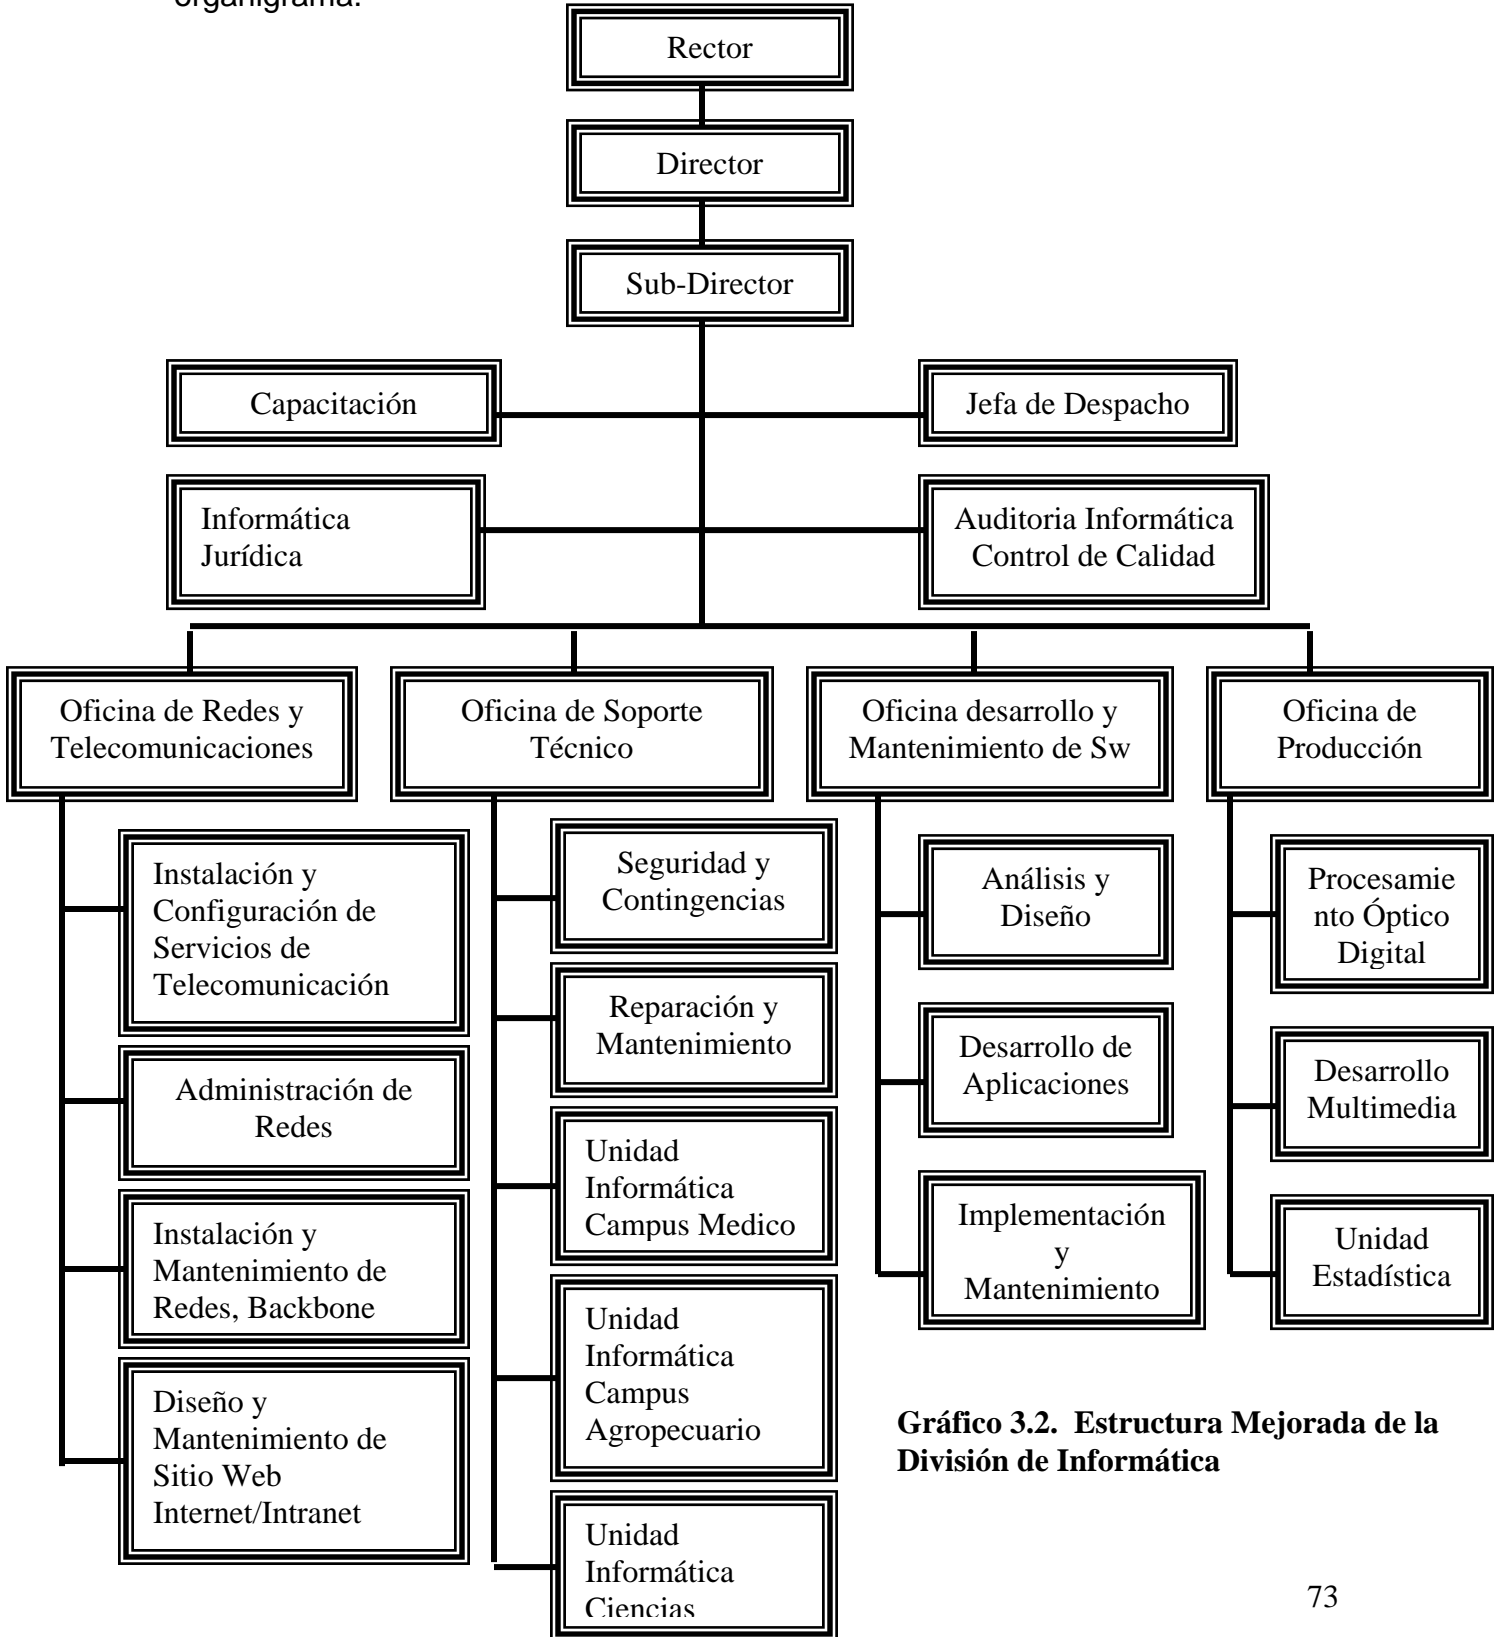 organigrama:
Rector
Director
Sub-Director
Capacitación
Jefa de Despacho
Informática
Jurídica
Auditoria Informática
Control de Calidad
Oficina de Redes y
Telecomunicaciones
Oficina de Soporte
Técnico
Oficina desarrollo y
Mantenimiento de Sw
Oficina de
Producción
Instalación y
Configuración de
Servicios de
Telecomunicación
Administración de
Redes
Instalación y
Mantenimiento de
Redes, Backbone
Diseño y
Mantenimiento de
Sitio Web
Internet/Intranet
Seguridad y
Contingencias
Reparación y
Mantenimiento
Unidad
Informática
Campus Medico
Unidad
Informática
Campus
Agropecuario
Unidad
Informática
Ciencias
Análisis y
Diseño
Desarrollo de
Aplicaciones
Implementación
y
Mantenimiento
Procesamie
nto Óptico
Digital
Desarrollo
Multimedia
Unidad
Estadística
Gráfico 3.2.  Estructura Mejorada de la
División de Informática
73